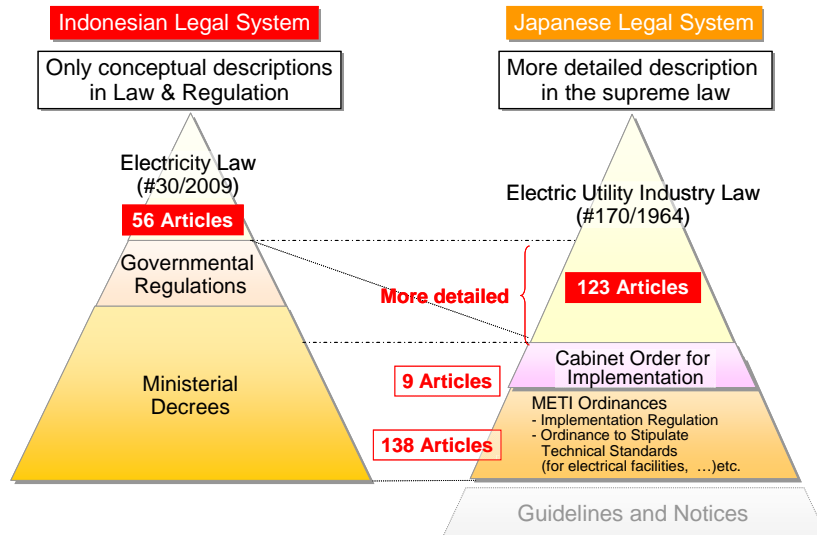 Indonesian Legal System
Only conceptual descriptions
in Law & Regulation
Electricity Law
(#30/2009)
56 Articles
Governmental
Regulations
Ministerial
Decrees
Japanese Legal System
More detailed description
in the supreme law
Electric Utility Industry Law
(#170/1964)
More detailed
123 Articles
9 Articles
Cabinet Order for
Implementation
138 Articles
METI Ordinances
- Implementation Regulation
- Ordinance to Stipulate
Technical Standards
(for electrical facilities, …)etc.
Guidelines and Notices